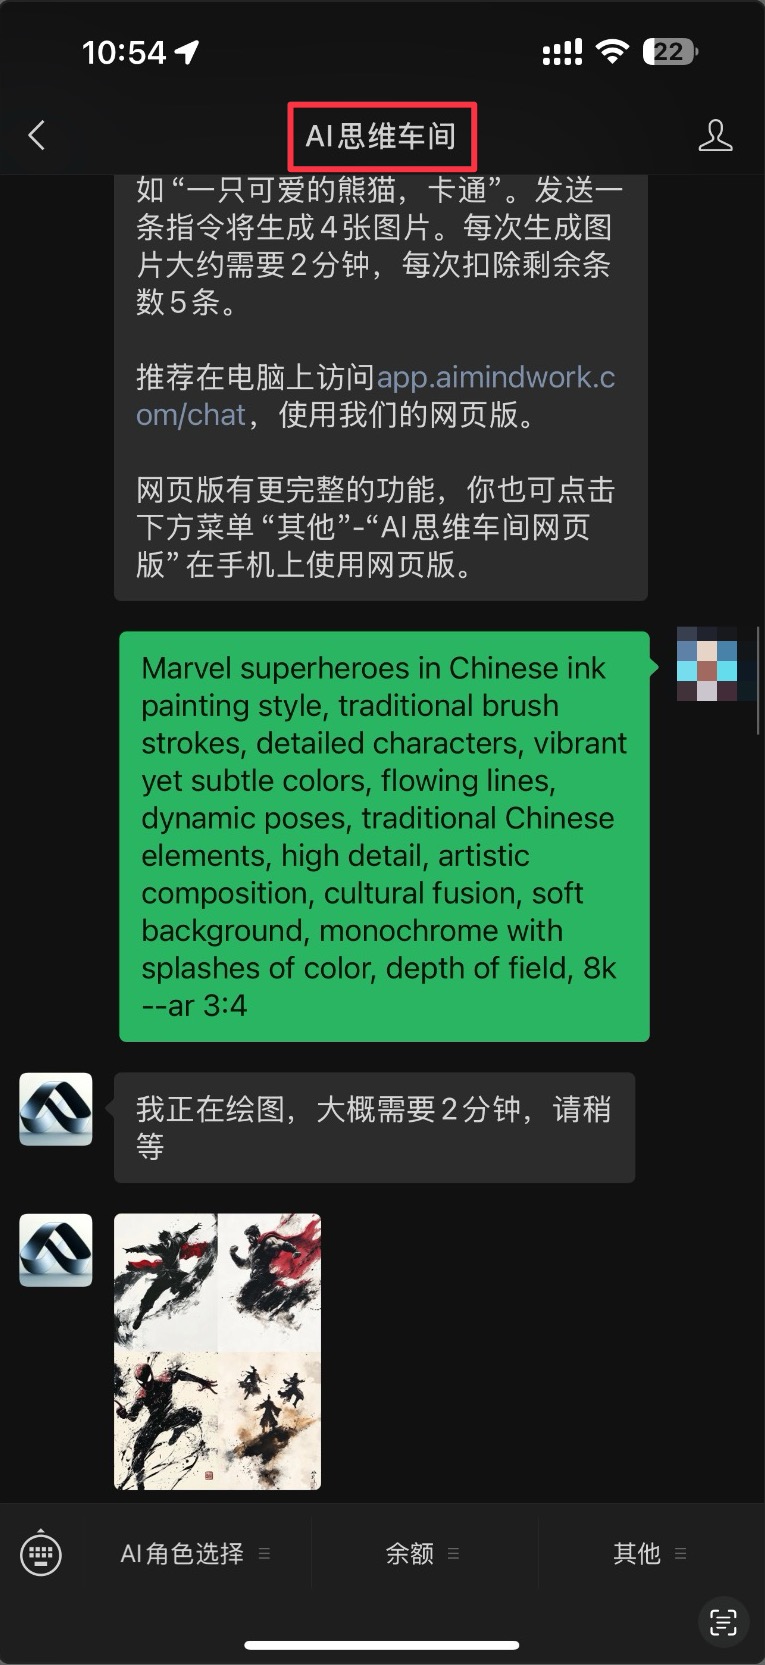 10:54
22
AI思维车间
如“一只可爱的熊猫，卡通”。发送一
条指令将生成4张图片。每次生成图
片大约需要2分钟，每次扣除剩余条
数5条。
推荐在电脑上访问app.aimindwork.c
om/chat，使用我们的网页版。
网页版有更完整的功能，你也可点击
下方菜单“其他”-“AI思维车间网页
版”在手机上使用网页版。
Marvel superheroes in Chinese ink
painting style, traditional brush
strokes, detailed characters, vibrant
yet subtle colors, flowing lines,
dynamic poses, traditional Chinese
elements, high detail, artistic
composition, cultural fusion, soft
background, monochrome with
splashes of color, depth of field, 8k
--ar 3:4
我正在绘图，大概需要2分钟，请稍
等
AI角色选择
余额
其他